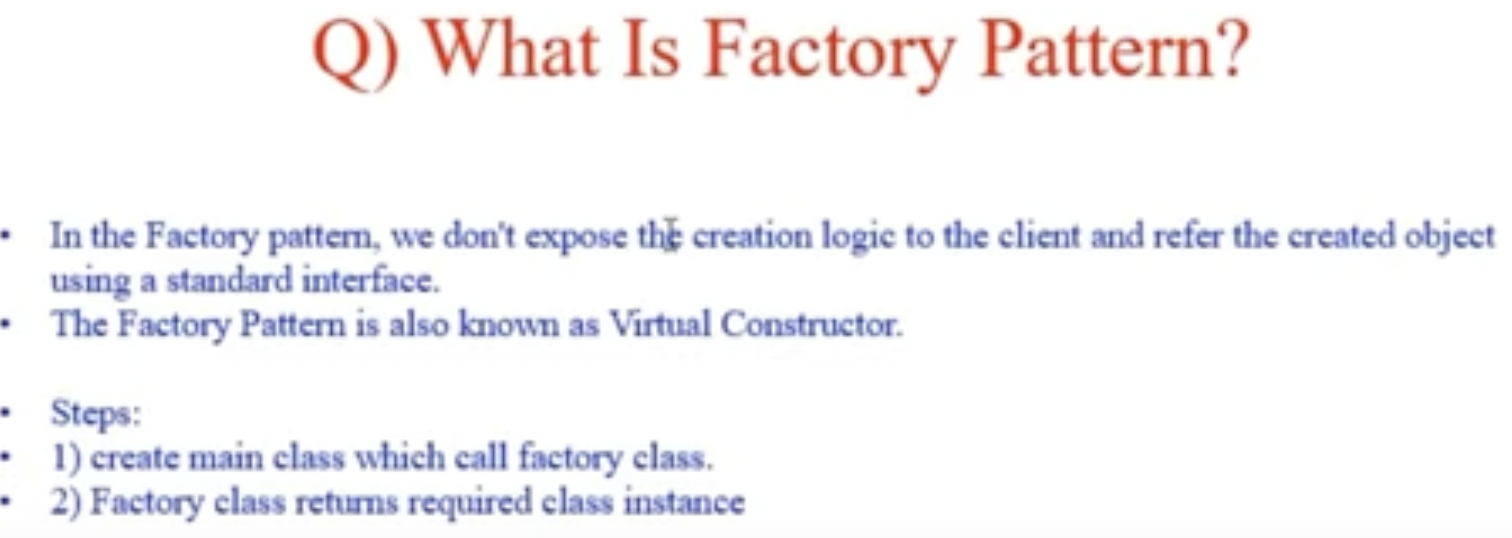 Q) What Is Factory Pattern?
• In the Factory pattern, we don't expose the creation logic to the client and refer the created object
using a standard interface.
• The Factory Pattern is also known as Virtual Constructor.
• Steps:
• 1) create main class which call factory class.
• 2) Factory class returns required class instance